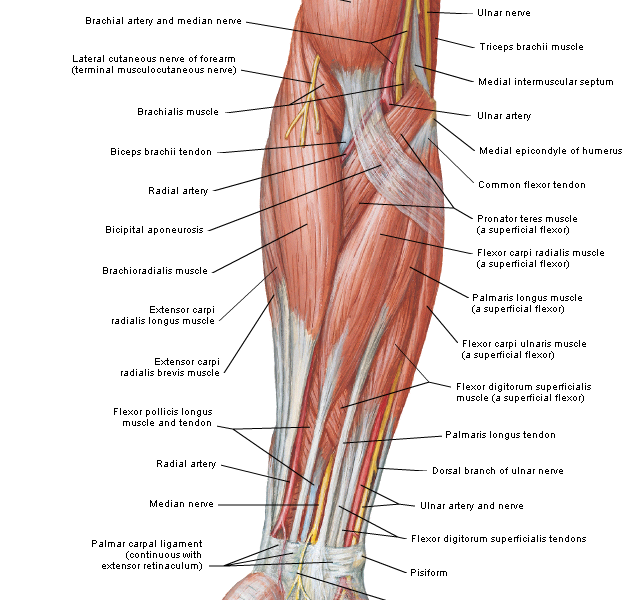 Brachial artery and median nerve
Lateral cutaneous nerve of forearm
(terminal musculocutaneous nerve)
Brachialis muscle
Biceps brachii tendon
Radial artery
Bicipital aponeurosis
Brachioradialis muscle
Extensor carpi
radialis longus muscle
Extensor carpi
radialis brevis muscle
Flexor pollicis longus
muscle and tendon
Radial artery
Median nerve
Palmar carpal ligament
(continuous with
extensor retinaculum)
Ulnar nerve
Triceps brachii muscle
Medial intermuscular septum
Ulnar artery
Medial epicondyle of humerus
Common flexor tendon
Pronator teres muscle
(a superficial flexor)
Flexor carpi radialis muscle
(a superficial flexor)
Palmaris longus muscle
(a superficial flexor)
Flexor carpi ulnaris muscle
(a superficial flexor)
Flexor digitorum superficialis
muscle (a superficial flexor)
Palmaris longus tendon
Dorsal branch of ulnar nerve
Ulnar artery and nerve
Flexor digitorum superficialis tendons
Pisiform